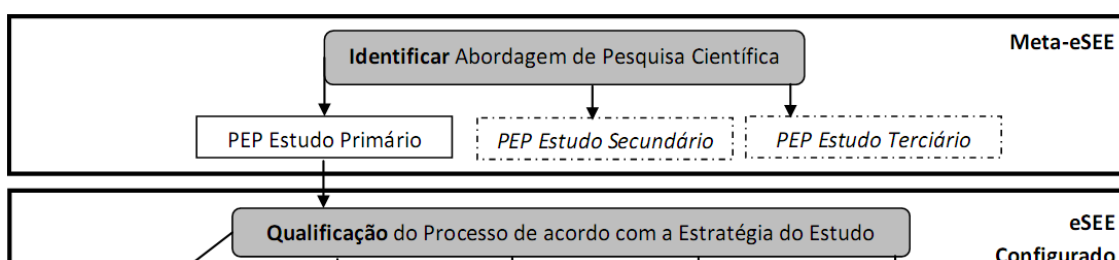 Meta-eSEE
Identificar Abordagem de Pesquisa Científica
PEP Estudo Primário
PEP Estudo Secundário
PEP Estudo Terciário
eSEE
Configurado
Qualificação do Processo de acordo com a Estratégia do Estudo